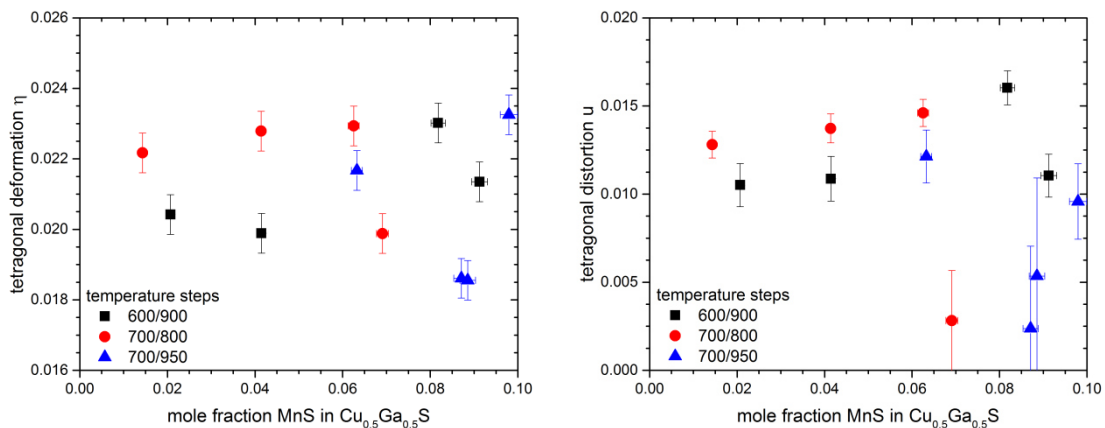 0.026
0.024
0.022
0.020
0.018
0.016
tetragonal deformation η
temperature steps
600/900
700/800
700/950
0.00 0.02 0.04 0.06 0.08 0.10
mole fraction MnS in Cu0.5Ga0.5S
0.020
0.015
0.010
0.005
0.000
tetragonal distortion u
temperature steps
600/900
700/800
700/950
0.00 0.02 0.04 0.06 0.08 0.10
mole fraction MnS in Cu0.5Ga0.5S